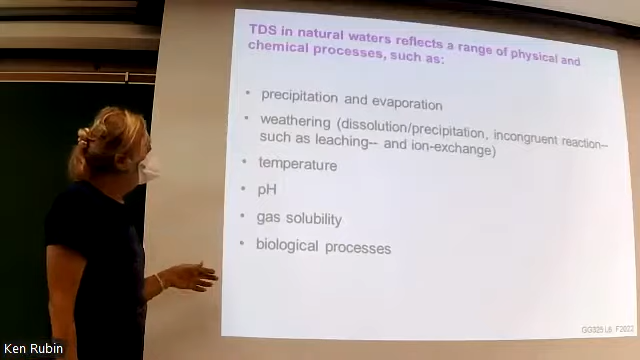 TDS in natural waters reflects a range of physical and
chemical processes, such as:
• precipitation and evaporation
• weathering (dissolution/precipitation, incongruent reaction--
such as leaching-- and ion-exchange)
• temperature
• pH
• gas solubility
• biological processes
GG325 L6, F2022
Ken Rubin